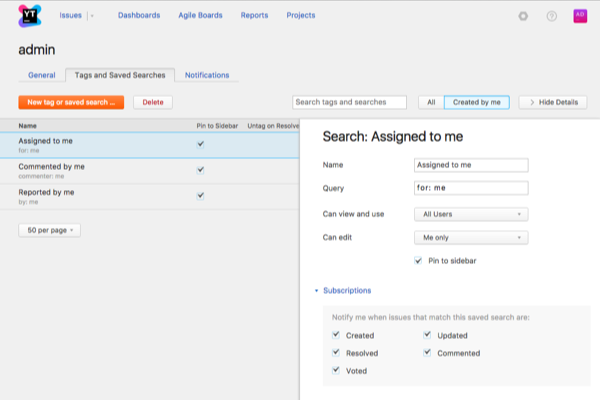 YT
Issues
Dashboards
Agile Boards
Reports
Projects
AD
admin
General
Tags and Saved Searches
Notifications
New tag or saved search ...
Delete
Search tags and searches
All
Created by me
Hide Details
Name
Pin to Sidebar
Untag on Resolve
Assigned to me
for: me
Commented by me
commenter: me
Reported by me
by: me
50 per page
Search: Assigned to me
Name
Assigned to me
Query
for: me
Can view and use
All Users
Can edit
Me only
Pin to sidebar
Subscriptions
Notify me when issues that match this saved search are:
Created
Updated
Resolved
Commented
Voted